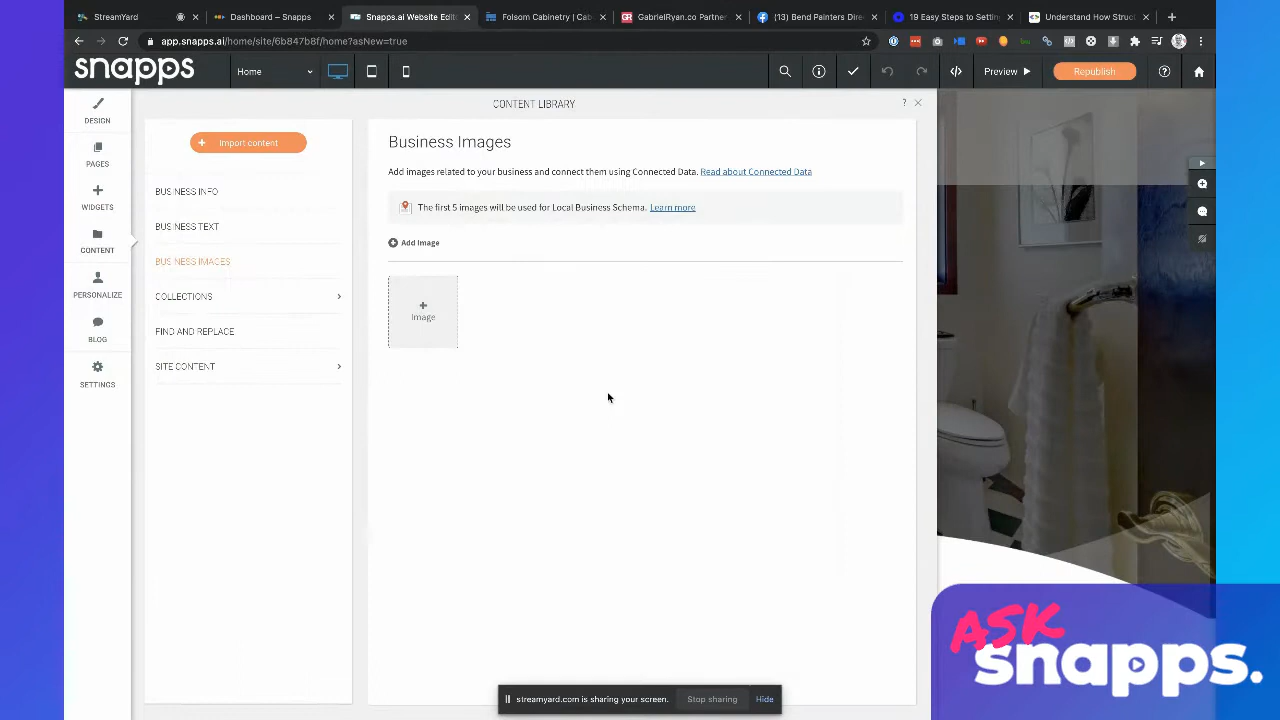 StreamYard
Dashboard – Snapps
Snapps.ai Website Edit
Folsom Cabinetry | Cab
GabrielRyan.co Partner
(13) Bend Painters Dire
19 Easy Steps to Settin
Understand How Struc
app.snapps.ai/home/site/6b847b8f/home?asNew=true
snapps
Home
Preview
Republish
DESIGN
PAGES
WIDGETS
CONTENT
PERSONALIZE
BLOG
SETTINGS
CONTENT LIBRARY
?
Import content
BUSINESS INFO
BUSINESS TEXT
BUSINESS IMAGES
COLLECTIONS
FIND AND REPLACE
SITE CONTENT
Business Images
Add images related to your business and connect them using Connected Data. Read about Connected Data
The first 5 images will be used for Local Business Schema. Learn more
Add Image
Image
streamyard.com is sharing your screen.
Stop sharing
Hide
ASK
snapps.